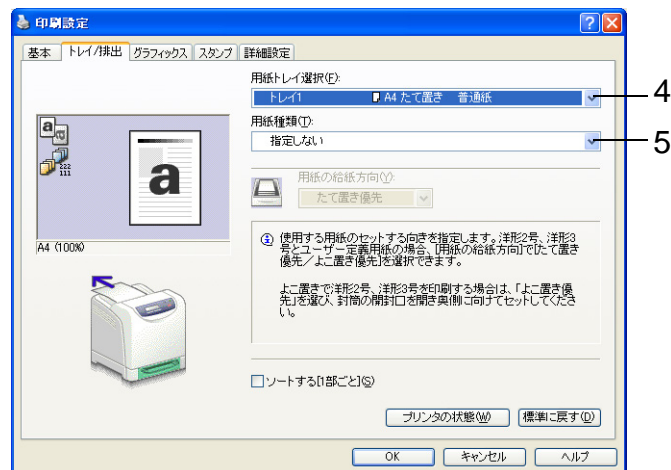 印刷設定
基本 トレイ/排出 グラフィックス スタンプ 詳細設定
用紙トレイ選択(F):
トレイ1 A4 たて置き 普通紙
4
用紙種類(T):
指定しない
5
用紙の給紙方向(Y):
たて置き優先
a
a
222
111
a
A4 (100%)
使用する用紙のセットする向きを指定します。洋形2号、洋形3
号とユーザー定義用紙の場合、[用紙の給紙方向]で[たて置き
優先/よこ置き優先]を選択できます。
よこ置きで洋形2号、洋形3号を印刷する場合は、「よこ置き優
先」を選び、封筒の開封口を開き奥側に向けてセットしてくださ
い。
ソートする[1部ごと](S)
プリンタの状態(W) 標準に戻す(D)
OK キャンセル ヘルプ